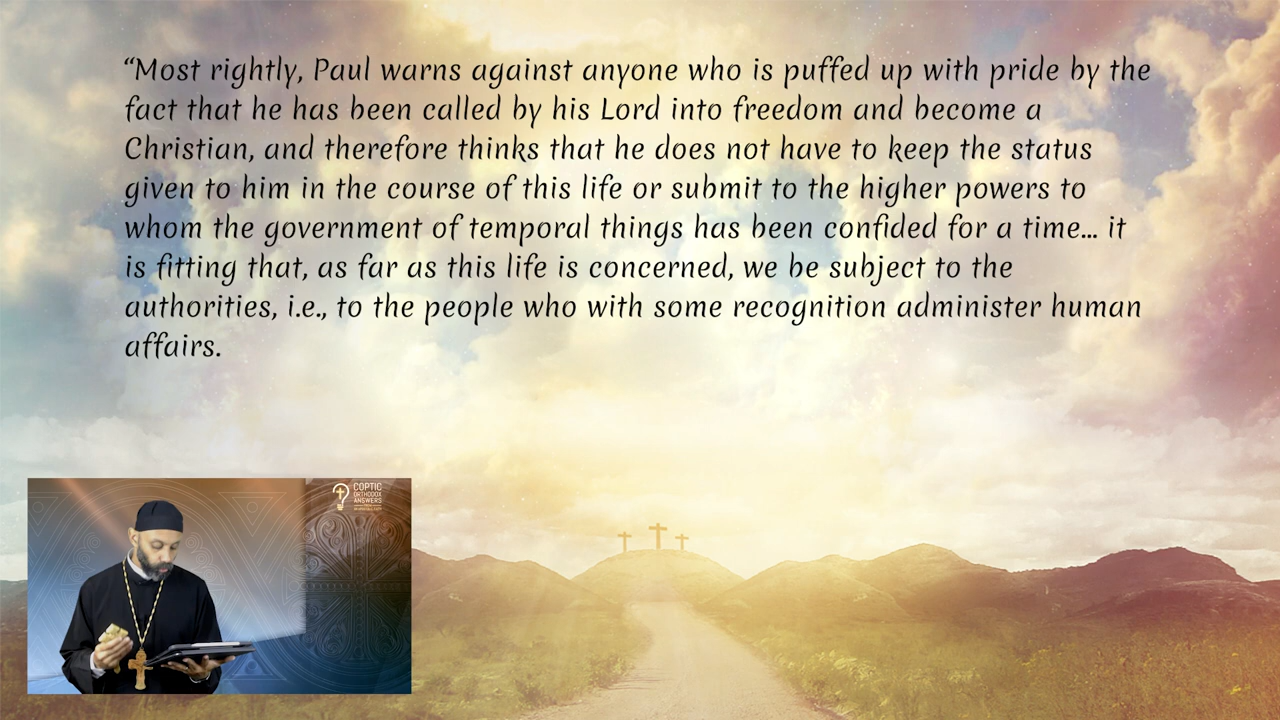 “Most rightly, Paul warns against anyone who is puffed up with pride by the
fact that he has been called by his Lord into freedom and become a
Christian, and therefore thinks that he does not have to keep the status
given to him in the course of this life or submit to the higher powers to
whom the government of temporal things has been confided for a time... it
is fitting that, as far as this life is concerned, we be subject to the
authorities, i.e., to the people who with some recognition administer human
affairs.
COPTIC
ORTHODOX
ANSWERS